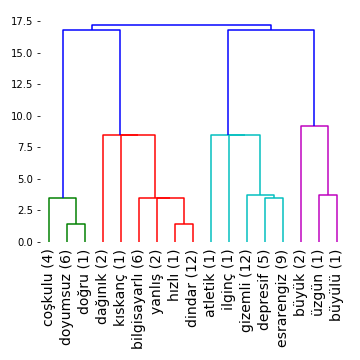 17.5
15.0
12.5
10.0
7.5
5.0
2.5
0.0
coşkulu (4)
doyumsuz (6)
doğru (1)
dağınık (2)
kıskanç (1)
bilgisayarlı (6)
yanlış (2)
hızlı (1)
dindar (12)
atletik (1)
ilginç (1)
gizemli (12)
depresif (5)
esrarengiz (9)
büyük (2)
üzgün (1)
büyülü (1)